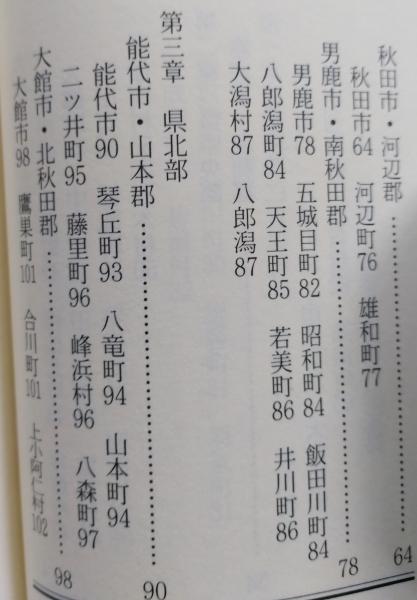 秋田市・河辺郡……………………………64
秋田市64　河辺町76　雄和町77
男鹿市・南秋田郡…………………………78
男鹿市78　五城目町82　昭和町84　飯田川町84
八郎潟町84　天王町85　若美町86　井川町86
大潟村87　八郎潟87
第三章　県北部
能代市・山本郡……………………………90
能代市90　琴丘町93　八竜町94　山本町94
二ツ井町95　藤里町96　峰浜村96　八森町97
大館市・北秋田郡…………………………98
大館市98　鷹巣町101　合川町101　上小阿仁村102